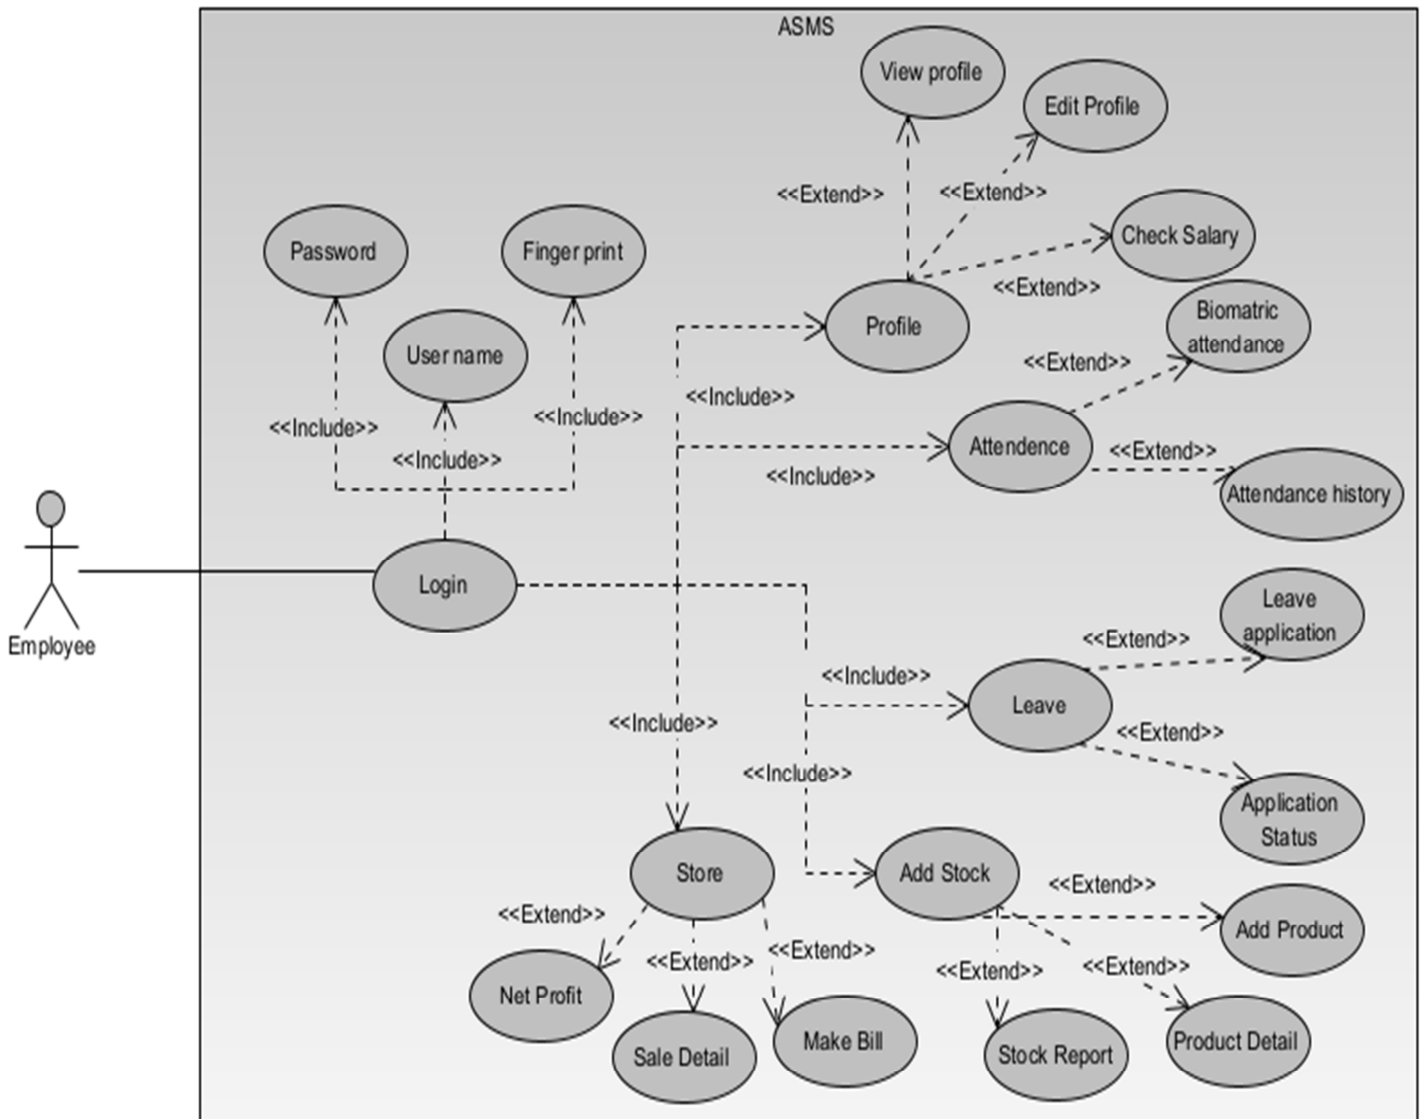 ASMS
View profile
Edit Profile
<<Extend>>
<<Extend>>
Check Salary
<<Extend>>
Password
Finger print
User name
Profile
Biomatric
attendance
<<Extend>>
<<Include>>
<<Include>>
<<Include>>
<<Include>>
Attendence
<<Extend>>
<<Include>>
Attendance history
Login
Employee
Leave
application
<<Extend>>
<<Include>>
Leave
<<Extend>>
<<Include>>
<<Include>>
Application
Status
Store
Add Stock
<<Extend>>
<<Extend>>
Add Product
<<Extend>>
<<Extend>>
<<Extend>>
<<Extend>>
Net Profit
Sale Detail
Make Bill
Stock Report
Product Detail